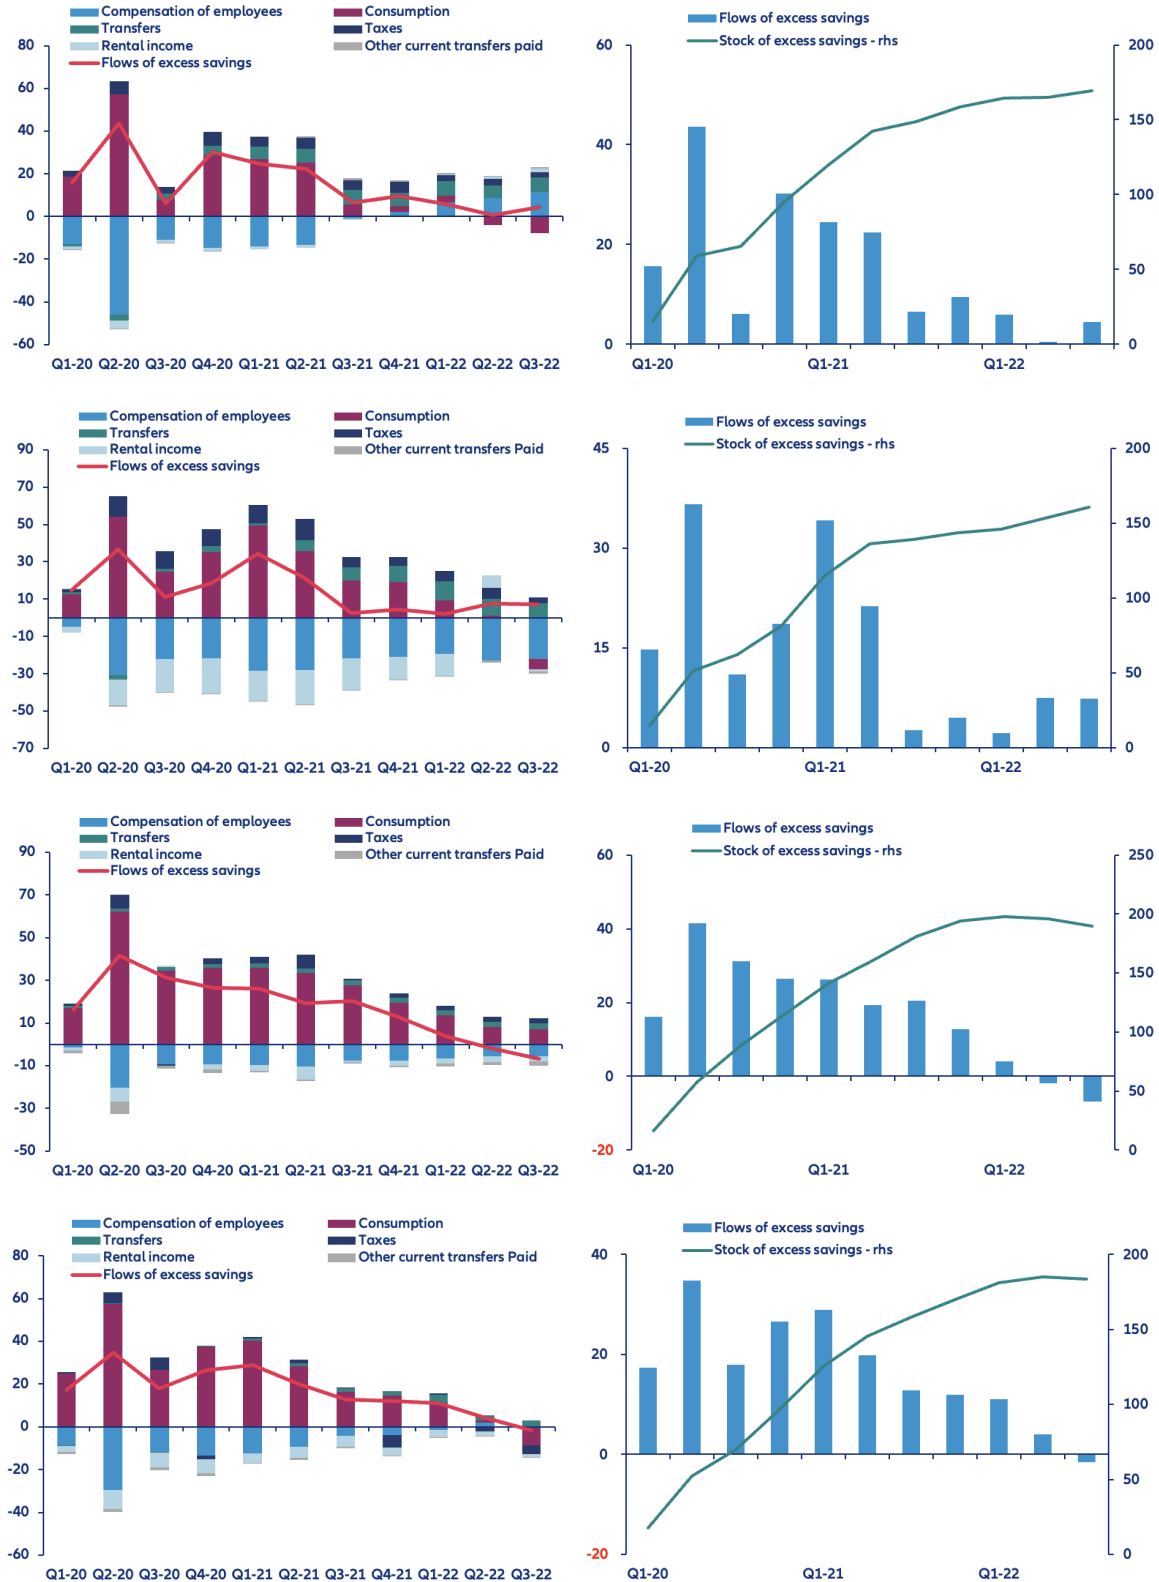 Compensation of employees Consumption
Transfers Taxes
Rental income Other current transfers paid
Flows of excess savings
80
60
40
20
0
-20
-40
-60
Q1-20 Q2-20 Q3-20 Q4-20 Q1-21 Q2-21 Q3-21 Q4-21 Q1-22 Q2-22 Q3-22
Flows of excess savings
Stock of excess savings - rhs
60
40
20
0
200
150
100
50
0
Q1-20 Q1-21 Q1-22
Compensation of employees Consumption
Transfers Taxes
Rental income Other current transfers Paid
Flows of excess savings
90
70
50
30
10
-10
-30
-50
-70
Q1-20 Q2-20 Q3-20 Q4-20 Q1-21 Q2-21 Q3-21 Q4-21 Q1-22 Q2-22 Q3-22
Flows of excess savings
Stock of excess savings - rhs
45
30
15
0
200
150
100
50
0
Q1-20 Q1-21 Q1-22
Compensation of employees Consumption
Transfers Taxes
Rental income Other current transfers Paid
Flows of excess savings
90
70
50
30
10
-10
-30
-50
Q1-20 Q2-20 Q3-20 Q4-20 Q1-21 Q2-21 Q3-21 Q4-21 Q1-22 Q2-22 Q3-22
Flows of excess savings
Stock of excess savings - rhs
60
40
20
0
-20
250
200
150
100
50
0
Q1-20 Q1-21 Q1-22
Compensation of employees Consumption
Transfers Taxes
Rental income Other current transfers Paid
Flows of excess savings
80
60
40
20
0
-20
-40
-60
Q1-20 Q2-20 Q3-20 Q4-20 Q1-21 Q2-21 Q3-21 Q4-21 Q1-22 Q2-22 Q3-22
Flows of excess savings
Stock of excess savings - rhs
40
20
0
-20
200
150
100
50
0
Q1-20 Q1-21 Q1-22